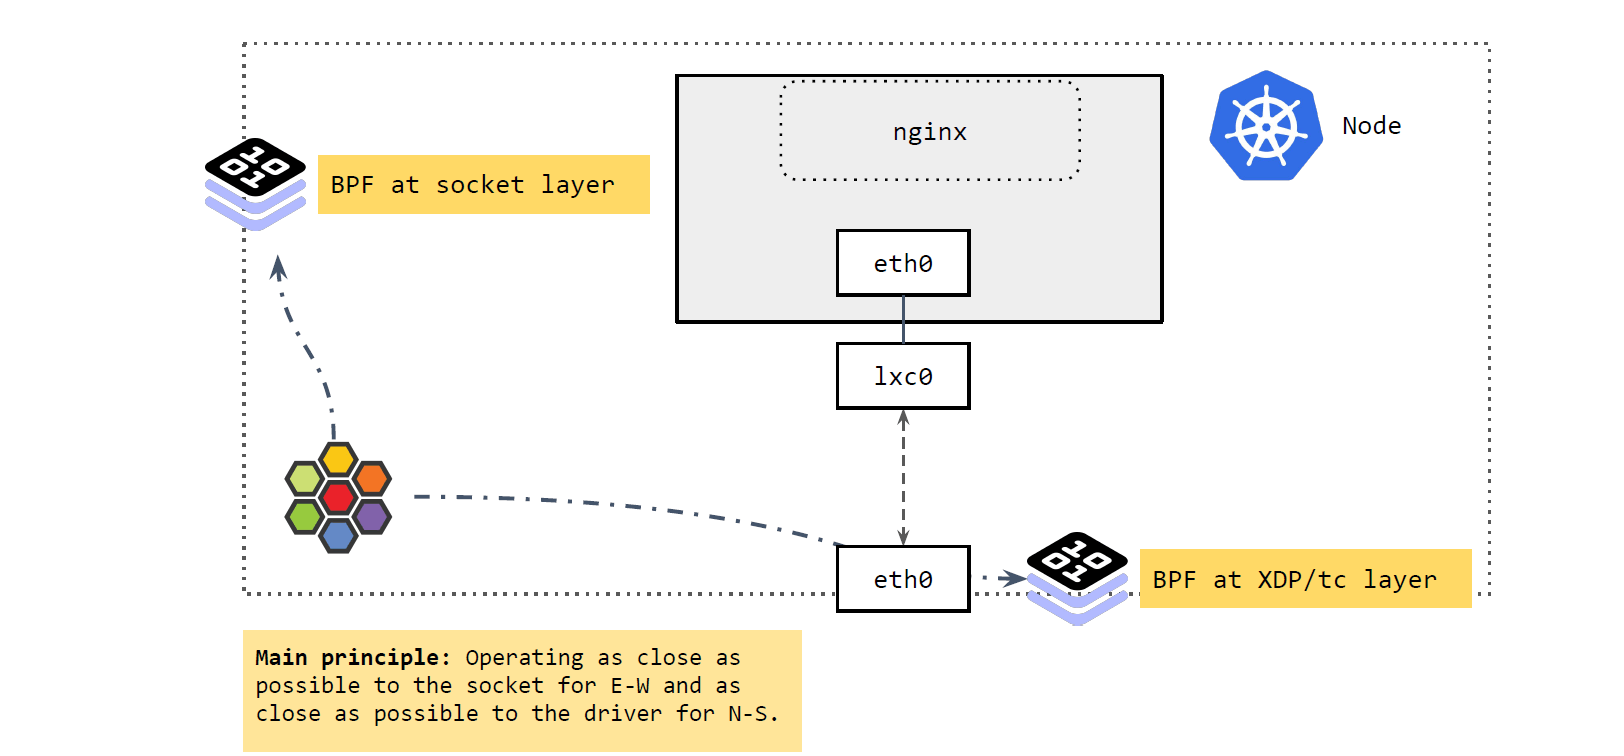 nginx
Node
BPF at socket layer
eth0
lxc0
eth0
BPF at XDP/tc layer
Main principle: Operating as close as
possible to the socket for E-W and as
close as possible to the driver for N-S.